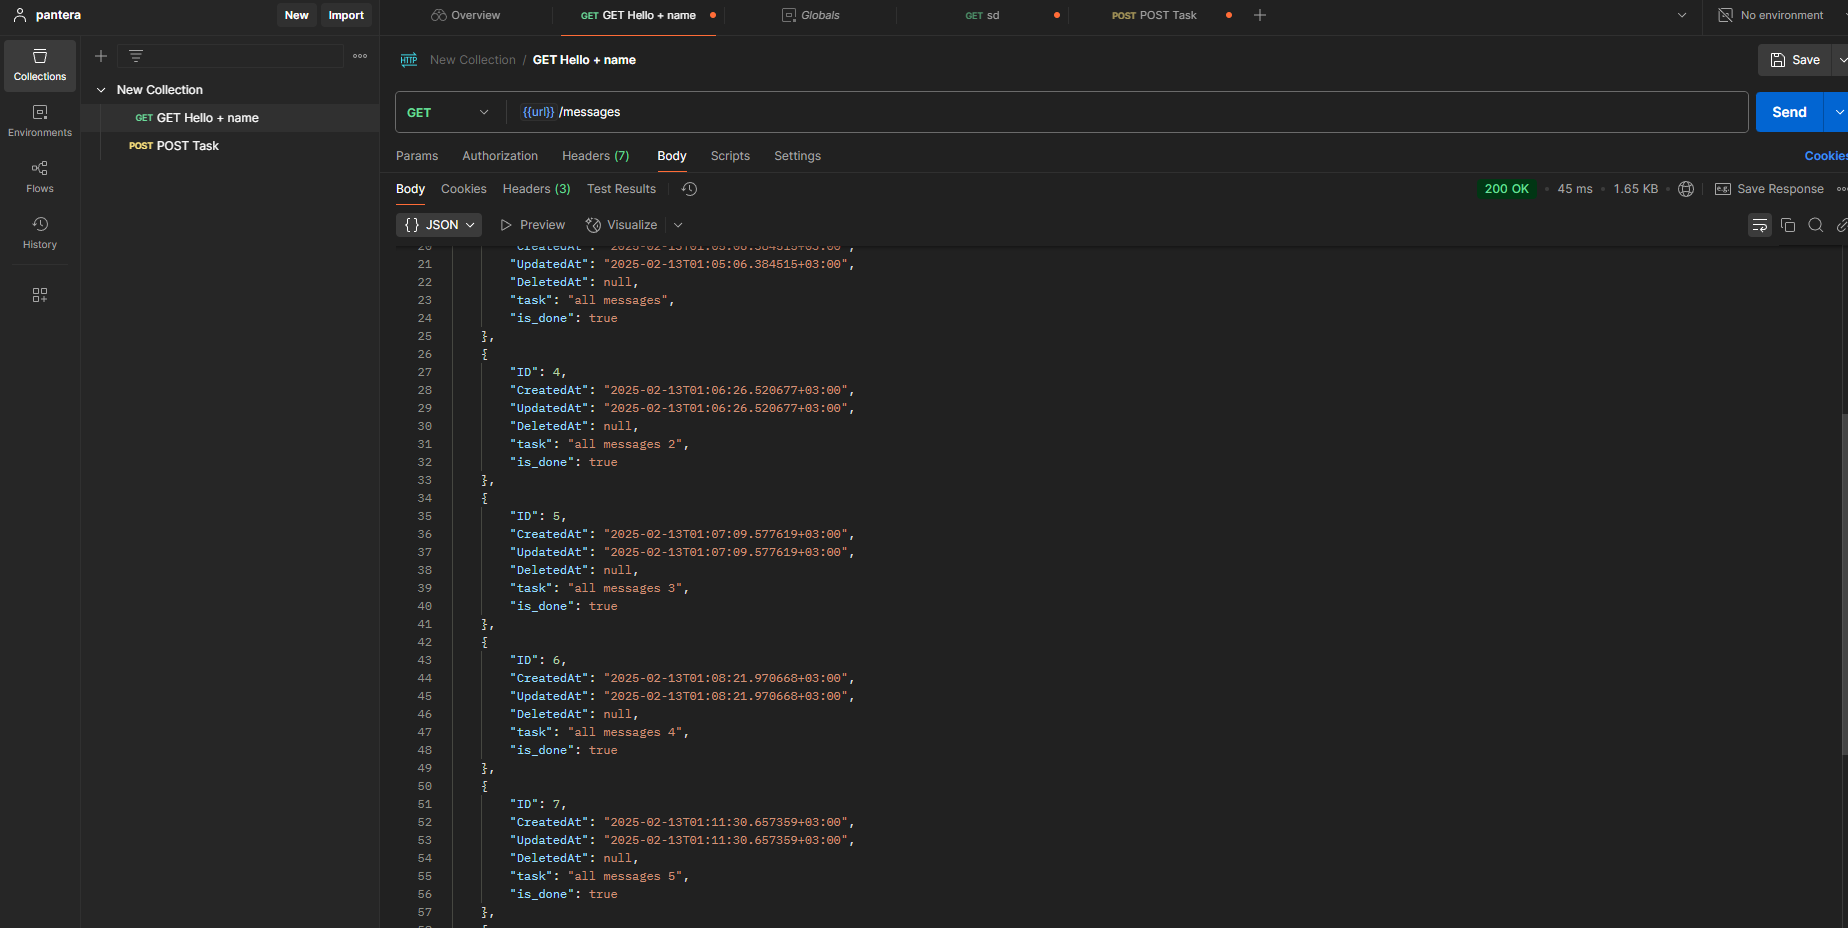 pantera
New
Import
Overview
GET GET Hello + name
Globals
GET sd
POST POST Task
No environment
Collections
Environments
Flows
History
New Collection
GET GET Hello + name
POST POST Task
HTTP New Collection / GET Hello + name
Save
GET {{url}} /messages
Send
Params Authorization Headers (7) Body Scripts Settings
Cookies
Body Cookies Headers (3) Test Results
200 OK • 45 ms • 1.65 KB • e.g. Save Response
{} JSON Preview Visualize
20 "CreatedAt": "2025-02-13T01:05:06.384515+03:00",
21 "UpdatedAt": "2025-02-13T01:05:06.384515+03:00",
22 "DeletedAt": null,
23 "task": "all messages",
24 "is_done": true
25 },
26 {
27 "ID": 4,
28 "CreatedAt": "2025-02-13T01:06:26.520677+03:00",
29 "UpdatedAt": "2025-02-13T01:06:26.520677+03:00",
30 "DeletedAt": null,
31 "task": "all messages 2",
32 "is_done": true
33 },
34 {
35 "ID": 5,
36 "CreatedAt": "2025-02-13T01:07:09.577619+03:00",
37 "UpdatedAt": "2025-02-13T01:07:09.577619+03:00",
38 "DeletedAt": null,
39 "task": "all messages 3",
40 "is_done": true
41 },
42 {
43 "ID": 6,
44 "CreatedAt": "2025-02-13T01:08:21.970668+03:00",
45 "UpdatedAt": "2025-02-13T01:08:21.970668+03:00",
46 "DeletedAt": null,
47 "task": "all messages 4",
48 "is_done": true
49 },
50 {
51 "ID": 7,
52 "CreatedAt": "2025-02-13T01:11:30.657359+03:00",
53 "UpdatedAt": "2025-02-13T01:11:30.657359+03:00",
54 "DeletedAt": null,
55 "task": "all messages 5",
56 "is_done": true
57 },